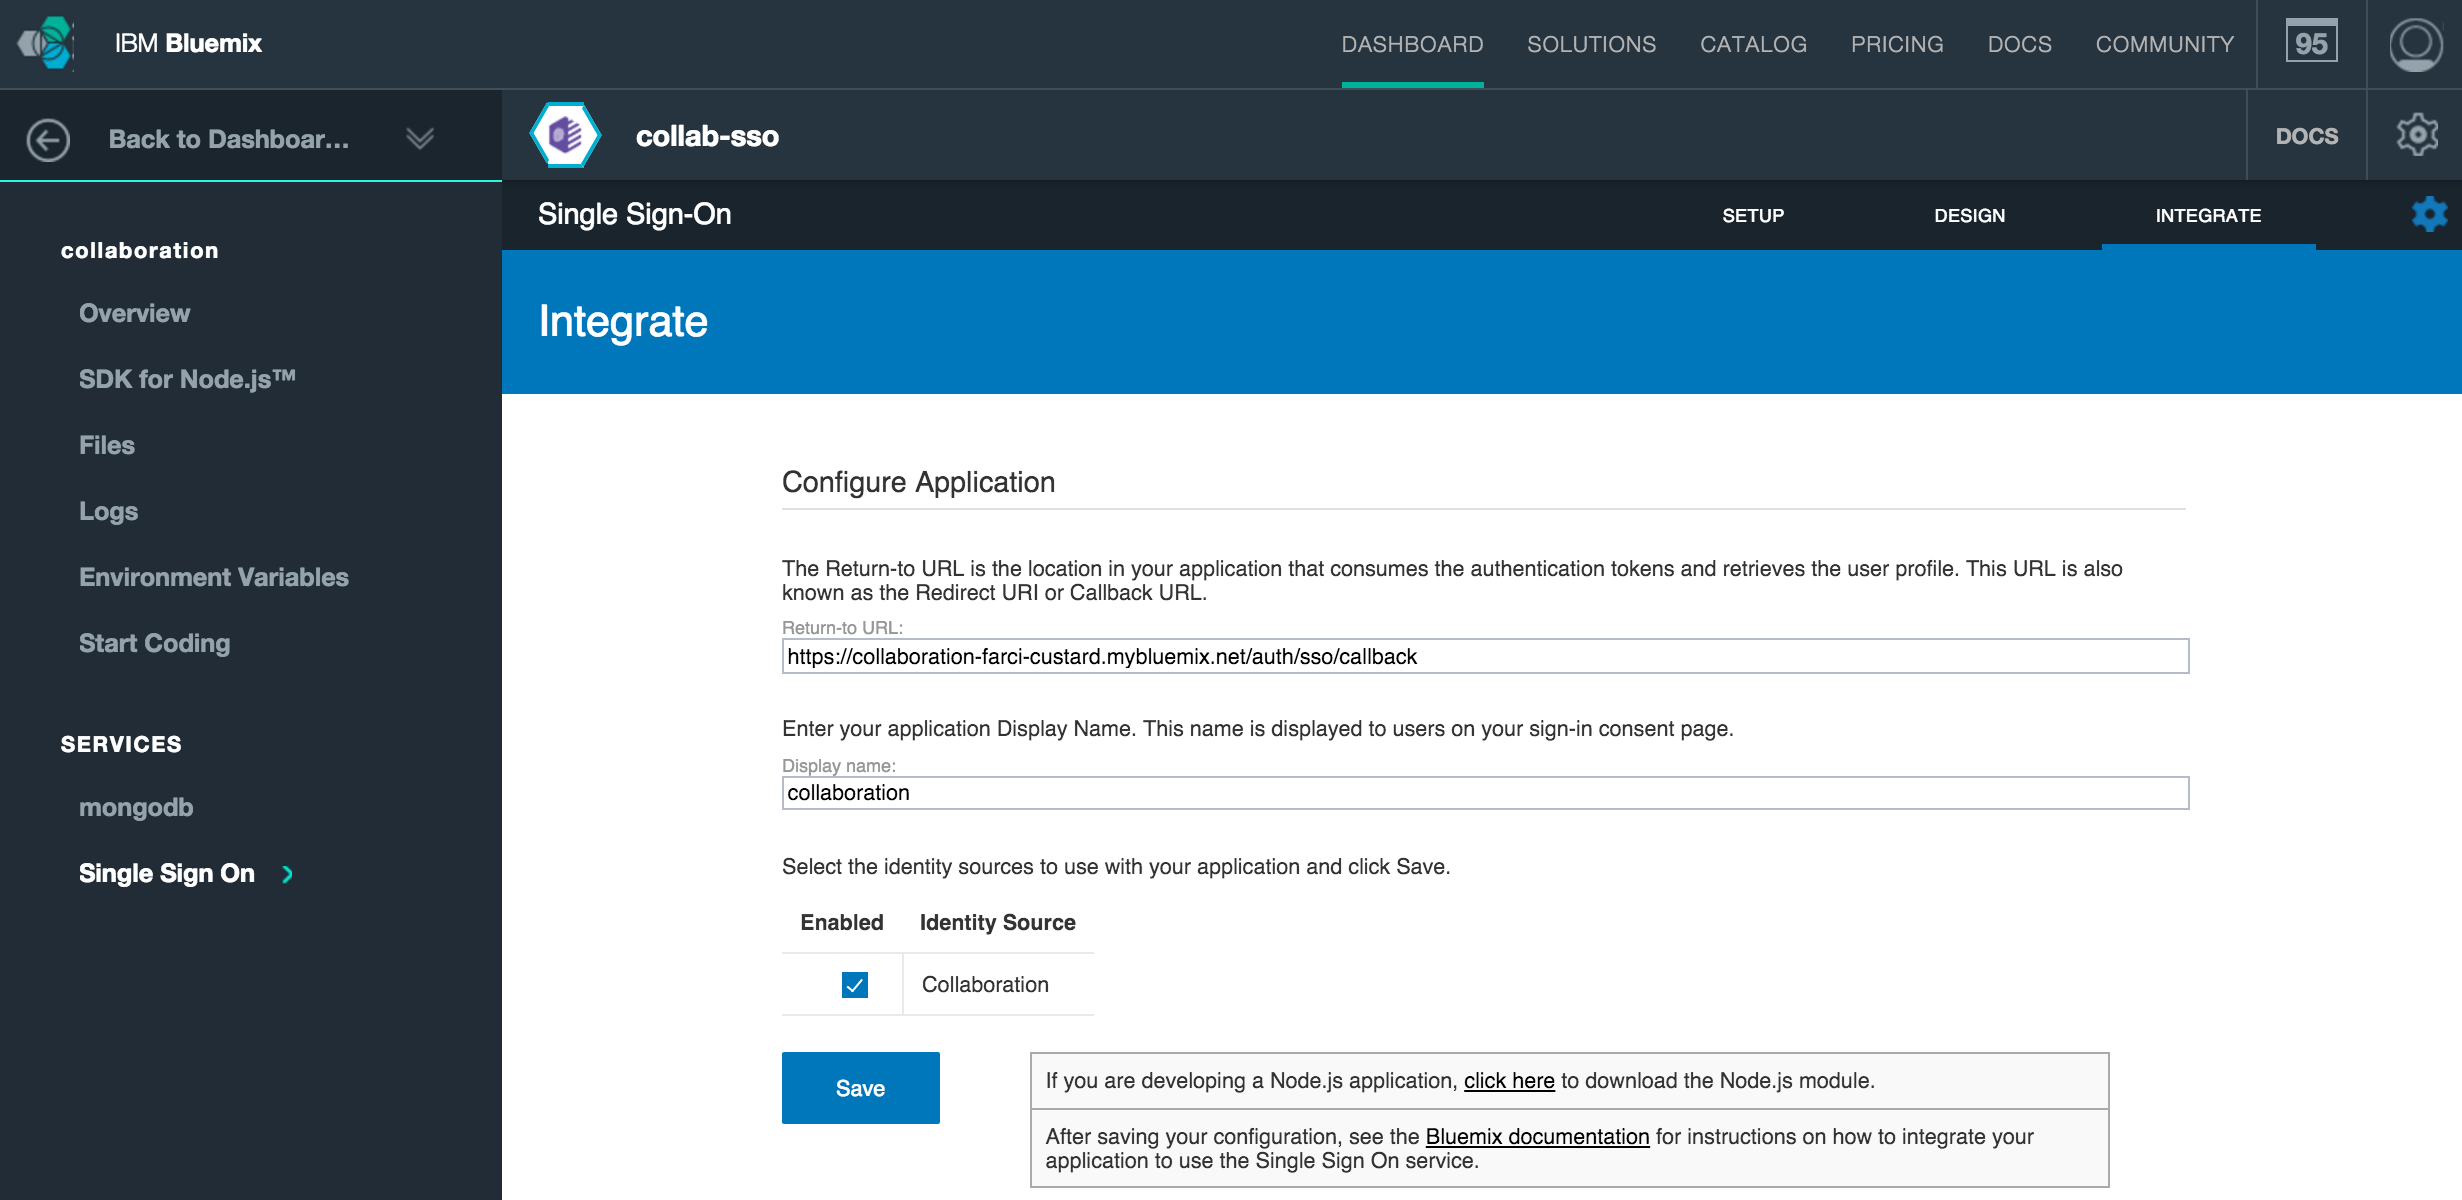 IBM Bluemix
DASHBOARD SOLUTIONS CATALOG PRICING DOCS COMMUNITY 95
Back to Dashboar...
collab-sso
DOCS
Single Sign-On
SETUP DESIGN INTEGRATE
collaboration
Overview
SDK for Node.js™
Files
Logs
Environment Variables
Start Coding
SERVICES
mongodb
Single Sign On
Integrate
Configure Application
The Return-to URL is the location in your application that consumes the authentication tokens and retrieves the user profile. This URL is also
known as the Redirect URI or Callback URL.
Return-to URL:
https://collaboration-farci-custard.mybluemix.net/auth/sso/callback
Enter your application Display Name. This name is displayed to users on your sign-in consent page.
Display name:
collaboration
Select the identity sources to use with your application and click Save.
Enabled Identity Source
Collaboration
Save
If you are developing a Node.js application, click here to download the Node.js module.
After saving your configuration, see the Bluemix documentation for instructions on how to integrate your
application to use the Single Sign On service.